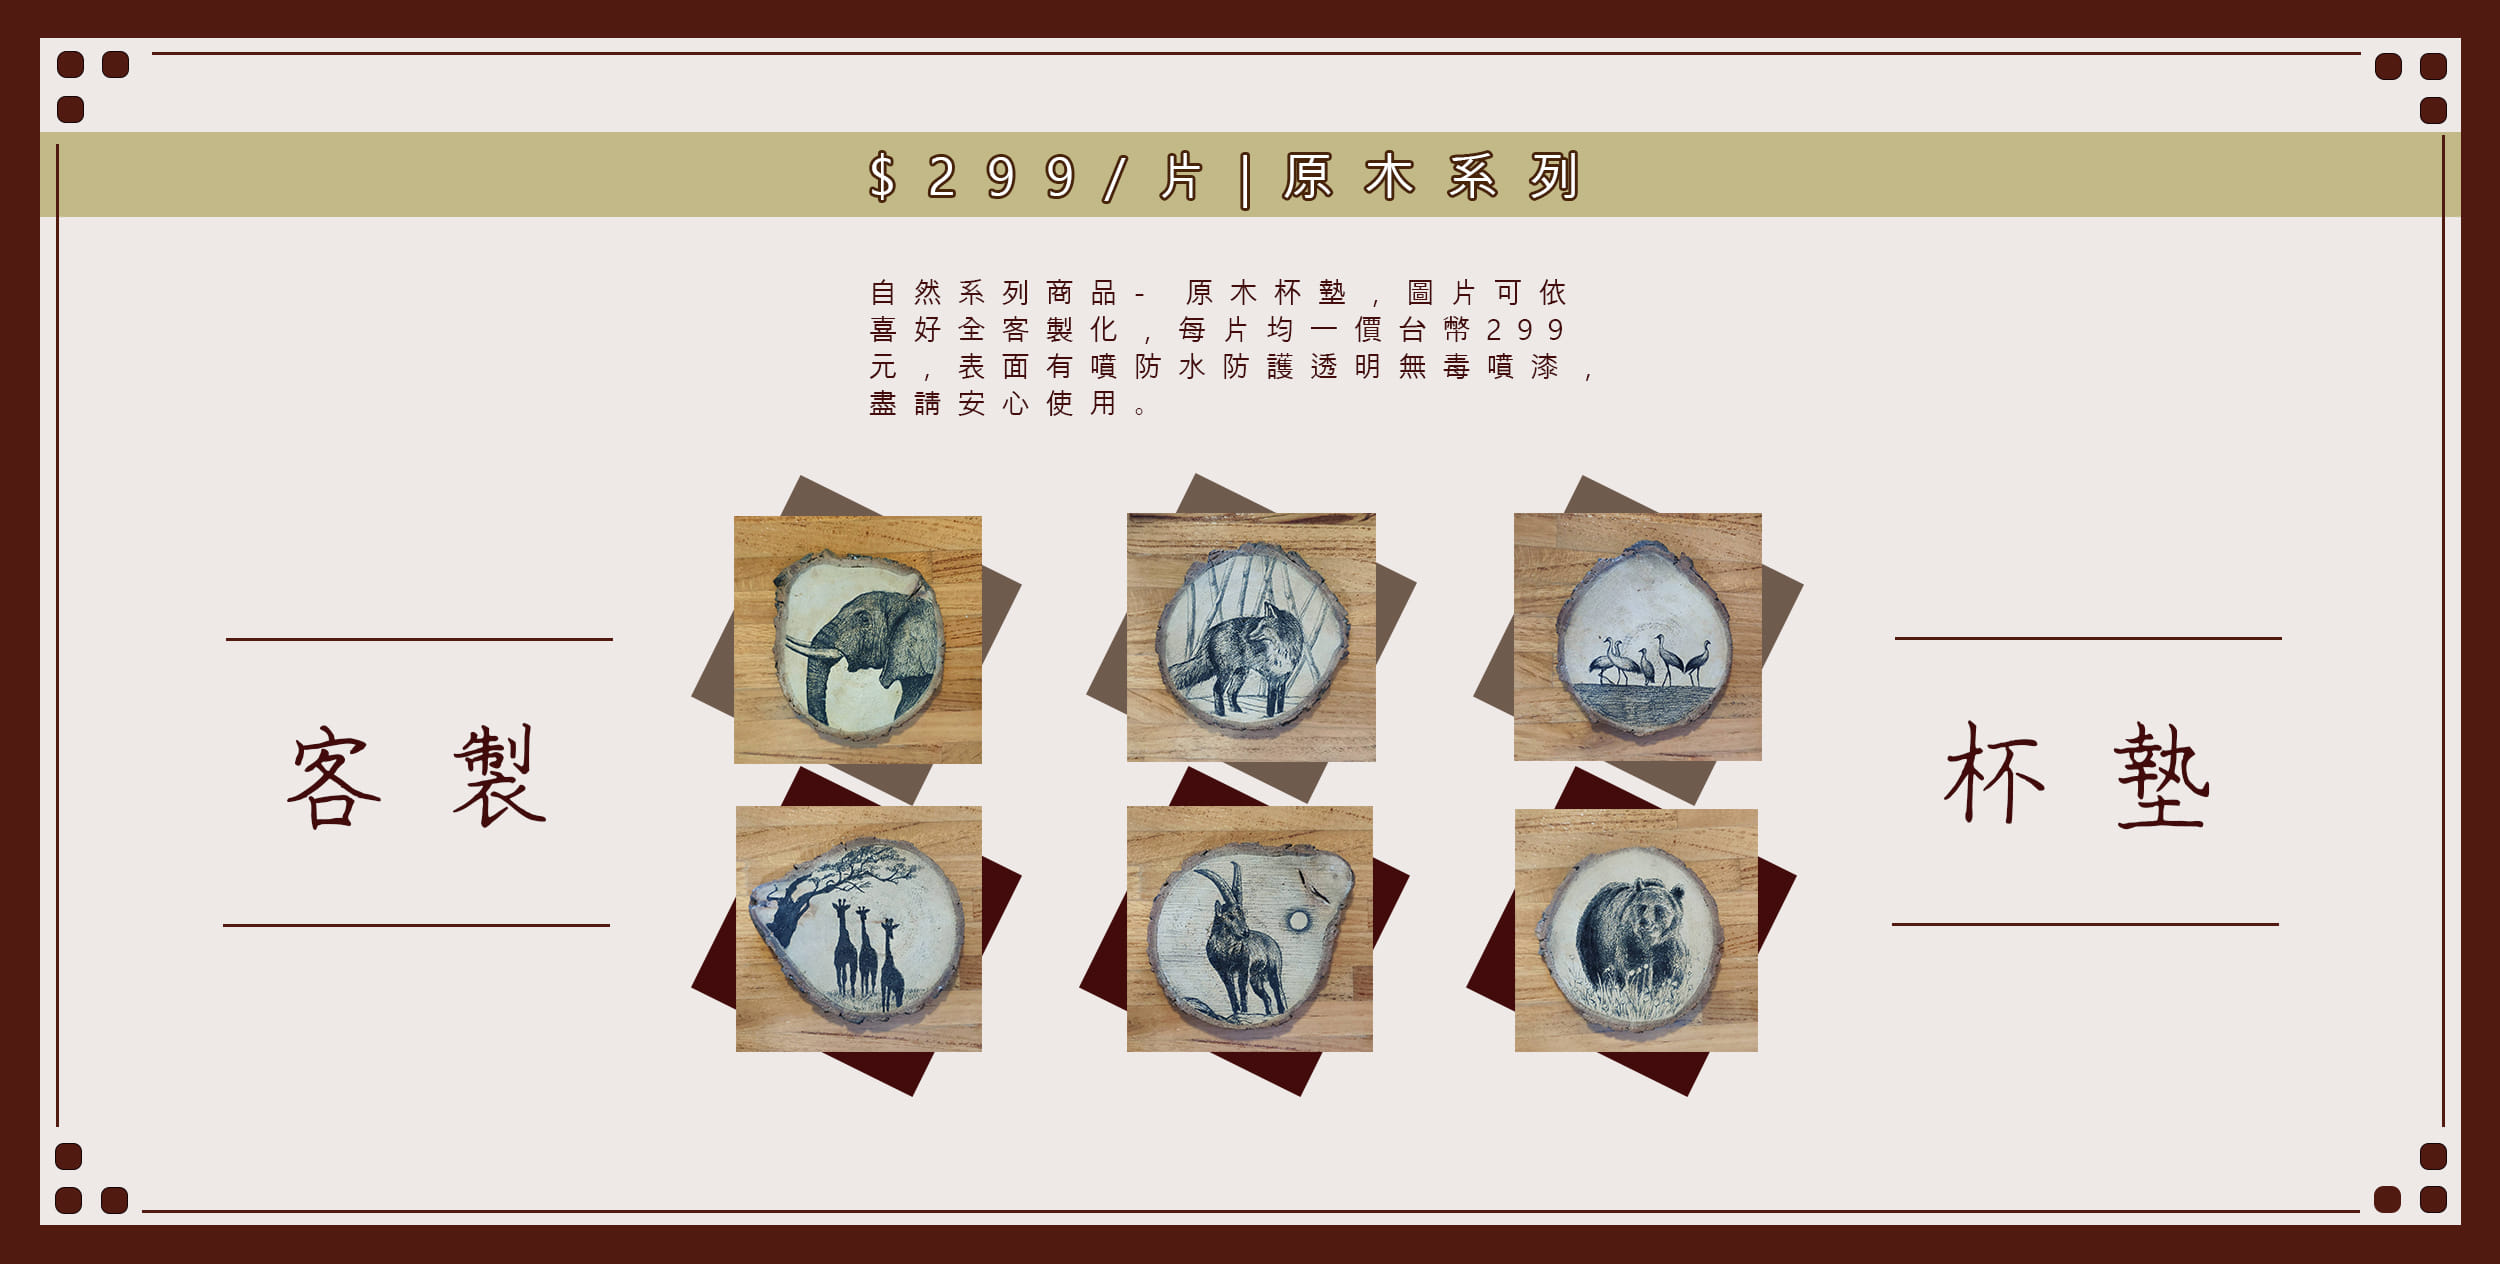 $299/片|原木系列
自然系列商品- 原木杯墊,圖片可依
喜好全客製化,每片均一價台幣299
元,表面有噴防水防護透明無毒噴漆,
盡請安心使用。
客製
杯墊